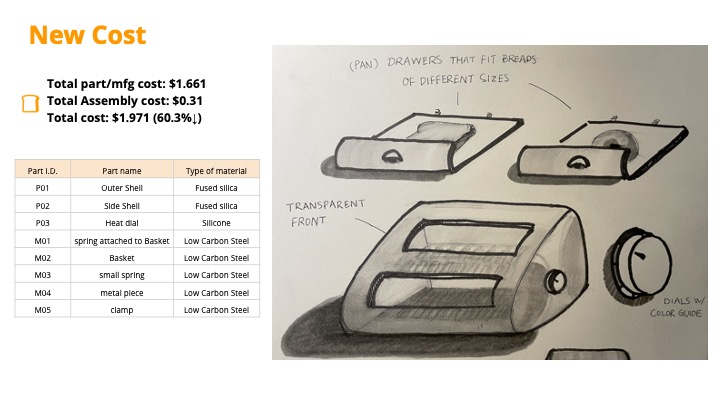 New Cost
Total part/mfg cost: $1.661
Total Assembly cost: $0.31
Total cost: $1.971 (60.3%↓)
Part I.D. Part name Type of material
P01 Outer Shell Fused silica
P02 Side Shell Fused silica
P03 Heat dial Silicone
M01 spring attached to Basket Low Carbon Steel
M02 Basket Low Carbon Steel
M03 small spring Low Carbon Steel
M04 metal piece Low Carbon Steel
M05 clamp Low Carbon Steel
(PAN) DRAWERS THAT FIT BREADS
OF DIFFERENT SIZES
TRANSPARENT
FRONT
DIALS W/
COLOR GUIDE